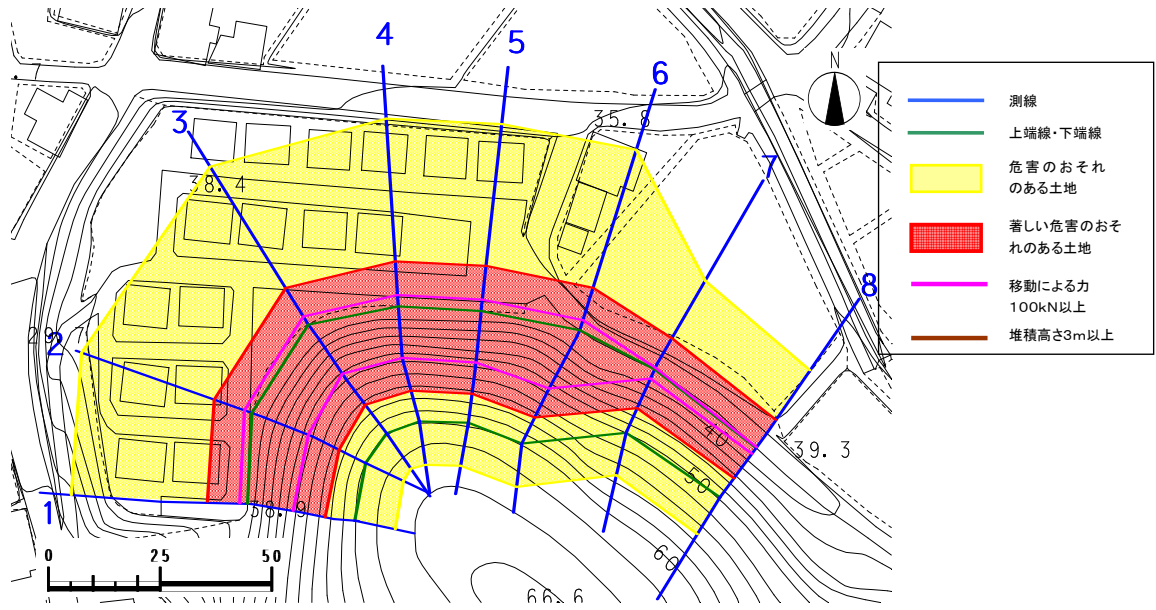 4
5
6
3
7
8
2
1
N
35.8
38.4
38.9
39.3
40
50
60
66.6
0
25
50
測線
上端線・下端線
危害のおそれ
のある土地
著しい危害のおそ
れのある土地
移動による力
100kN以上
堆積高さ3m以上